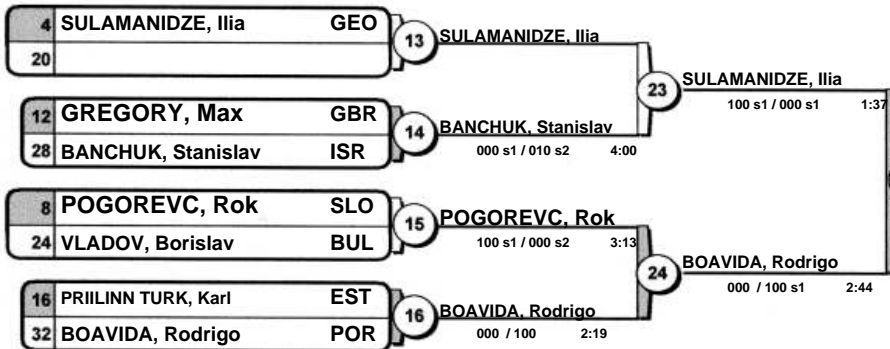 4 SULAMANIDZE, Ilia GEO
20
13 SULAMANIDZE, Ilia
12 GREGORY, Max GBR
28 BANCHUK, Stanislav ISR
14 BANCHUK, Stanislav
000 s1 / 010 s2 4:00
23 SULAMANIDZE, Ilia
100 s1 / 000 s1 1:37
8 POGOREVC, Rok SLO
24 VLADOV, Borislav BUL
15 POGOREVC, Rok
100 s1 / 000 s2 3:13
16 PRIILINN TURK, Karl EST
32 BOAVIDA, Rodrigo POR
16 BOAVIDA, Rodrigo
000 / 100 2:19
24 BOAVIDA, Rodrigo
000 / 100 s1 2:44